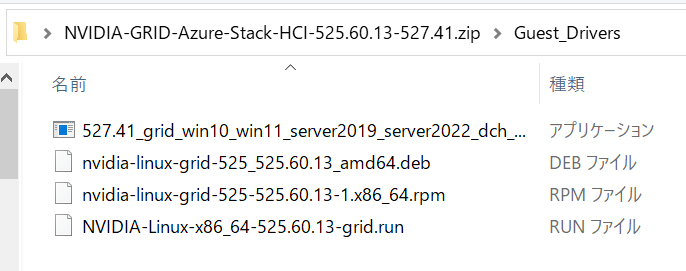 NVIDIA-GRID-Azure-Stack-HCI-525.60.13-527.41.zip > Guest_Drivers
名前 種類
527.41_grid_win10_win11_server2019_server2022_dch_... アプリケーション
nvidia-linux-grid-525_525.60.13_amd64.deb DEB ファイル
nvidia-linux-grid-525-525.60.13-1.x86_64.rpm RPM ファイル
NVIDIA-Linux-x86_64-525.60.13-grid.run RUN ファイル